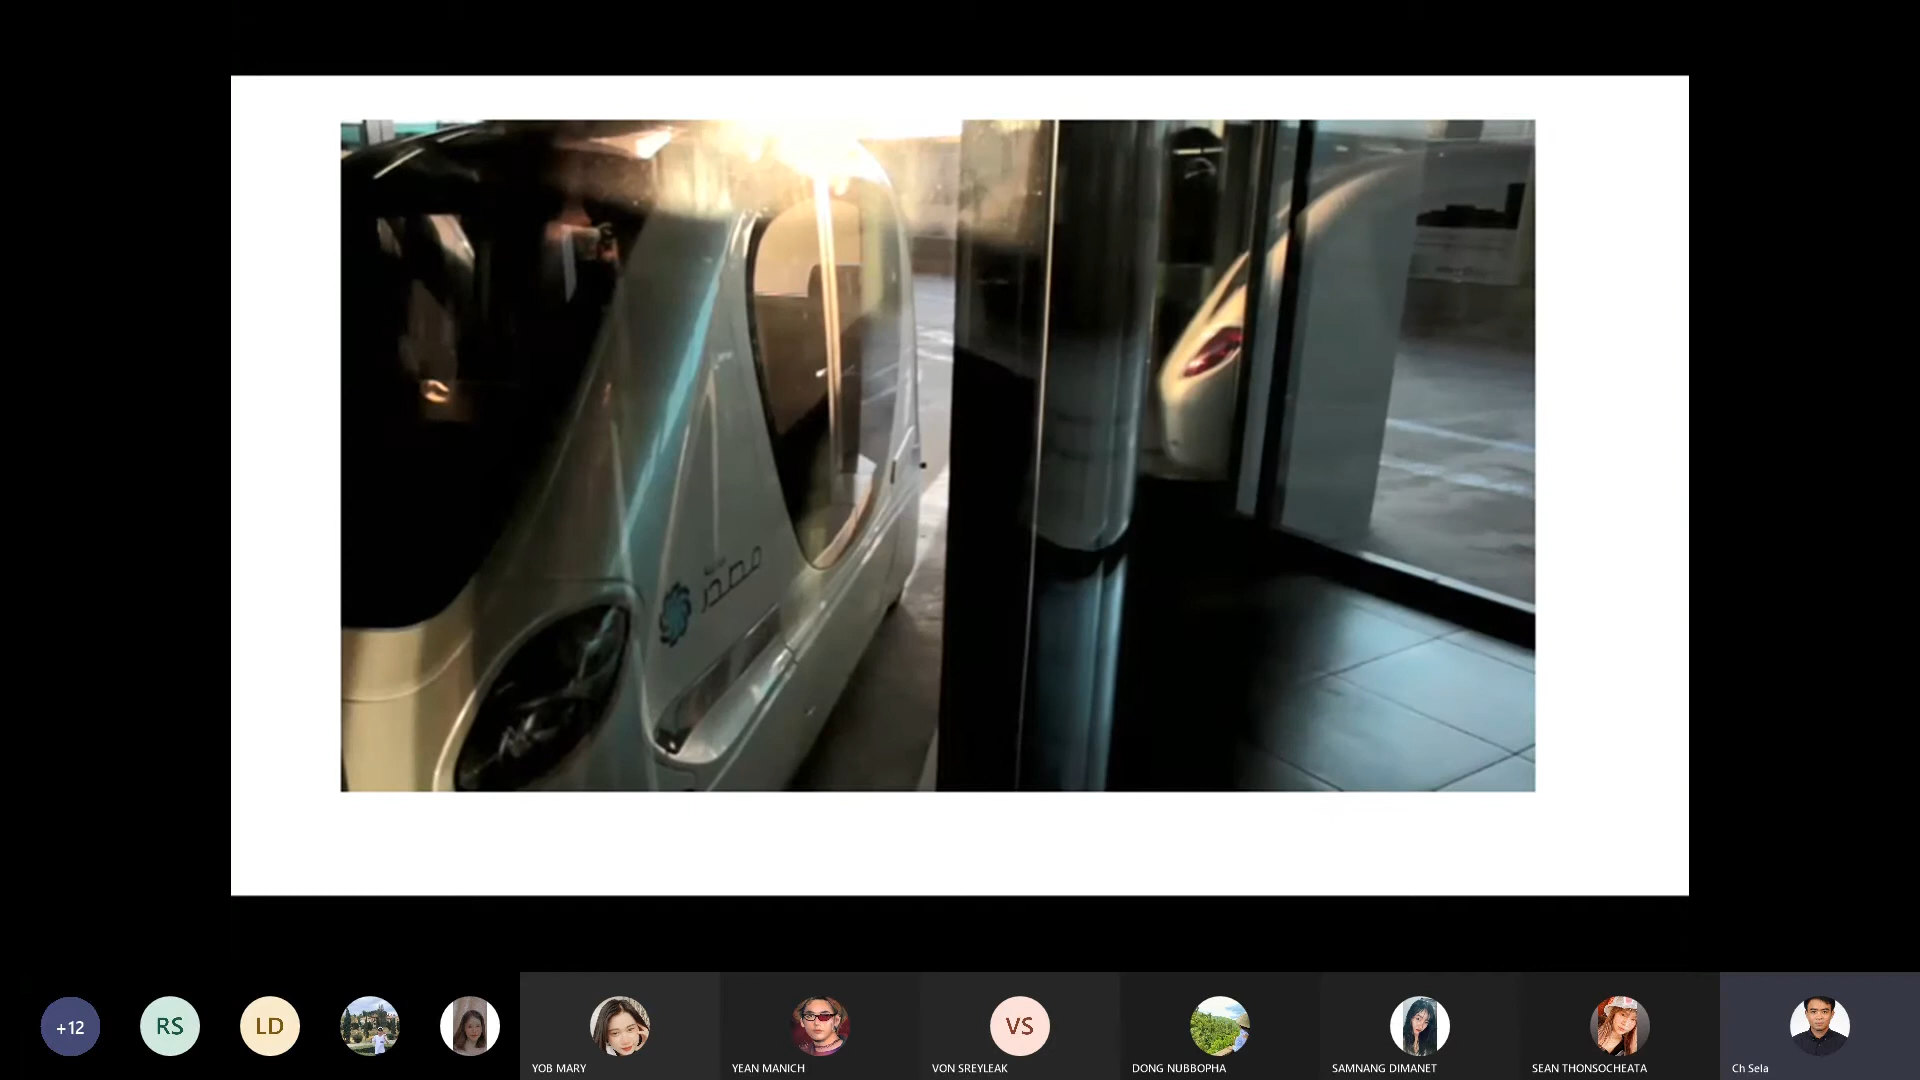 مدينة
مصدر
+12
RS
LD
VS
YOB MARY
YEAN MANICH
VON SREYLEAK
DONG NUBBOPHA
SAMNANG DIMANET
SEAN THONSOCHEATA
Ch Sela